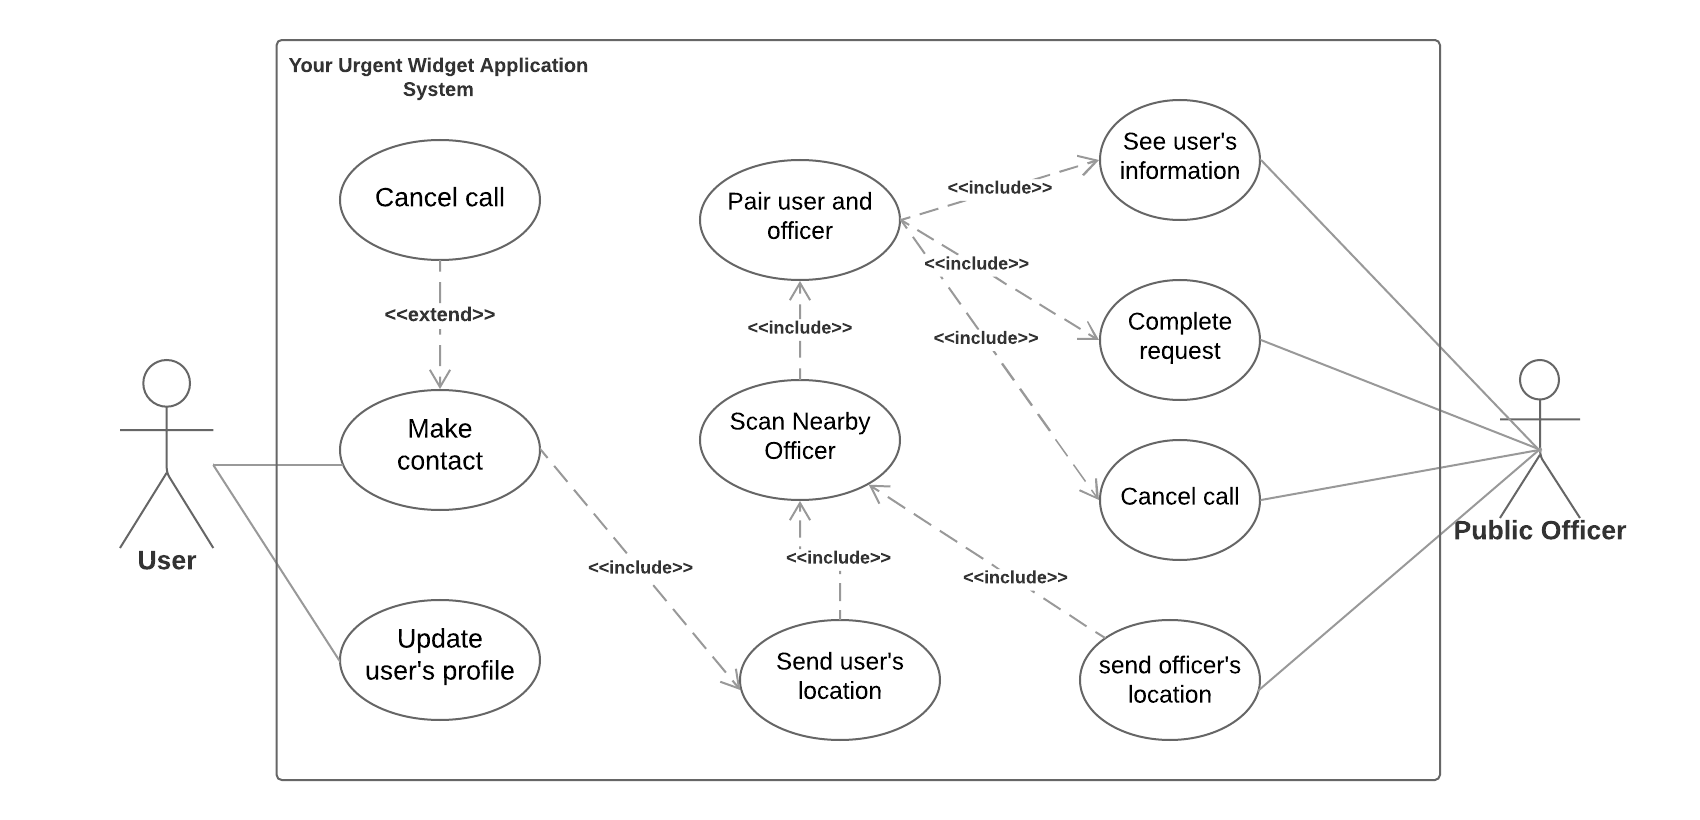 Your Urgent Widget Application
System
Cancel call
<<extend>>
Make
contact
Update
user's profile
User
<<include>>
Pair user and
officer
<<include>>
Scan Nearby
Officer
<<include>>
Send user's
location
<<include>>
<<include>>
<<include>>
<<include>>
See user's
information
Complete
request
Cancel call
send officer's
location
Public Officer